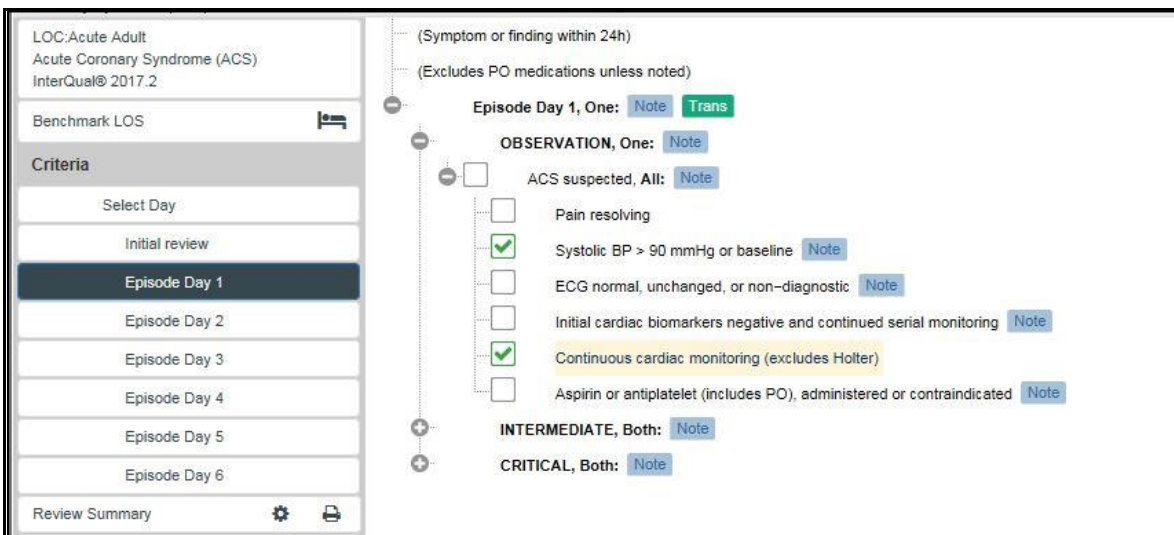 LOC:Acute Adult
Acute Coronary Syndrome (ACS)
InterQual® 2017.2
Benchmark LOS
Criteria
Select Day
Initial review
Episode Day 1
Episode Day 2
Episode Day 3
Episode Day 4
Episode Day 5
Episode Day 6
Review Summary
(Symptom or finding within 24h)
(Excludes PO medications unless noted)
Episode Day 1, One: Note Trans
OBSERVATION, One: Note
ACS suspected, All: Note
Pain resolving
Systolic BP > 90 mmHg or baseline Note
ECG normal, unchanged, or non-diagnostic Note
Initial cardiac biomarkers negative and continued serial monitoring Note
Continuous cardiac monitoring (excludes Holter)
Aspirin or antiplatelet (includes PO), administered or contraindicated Note
INTERMEDIATE, Both: Note
CRITICAL, Both: Note